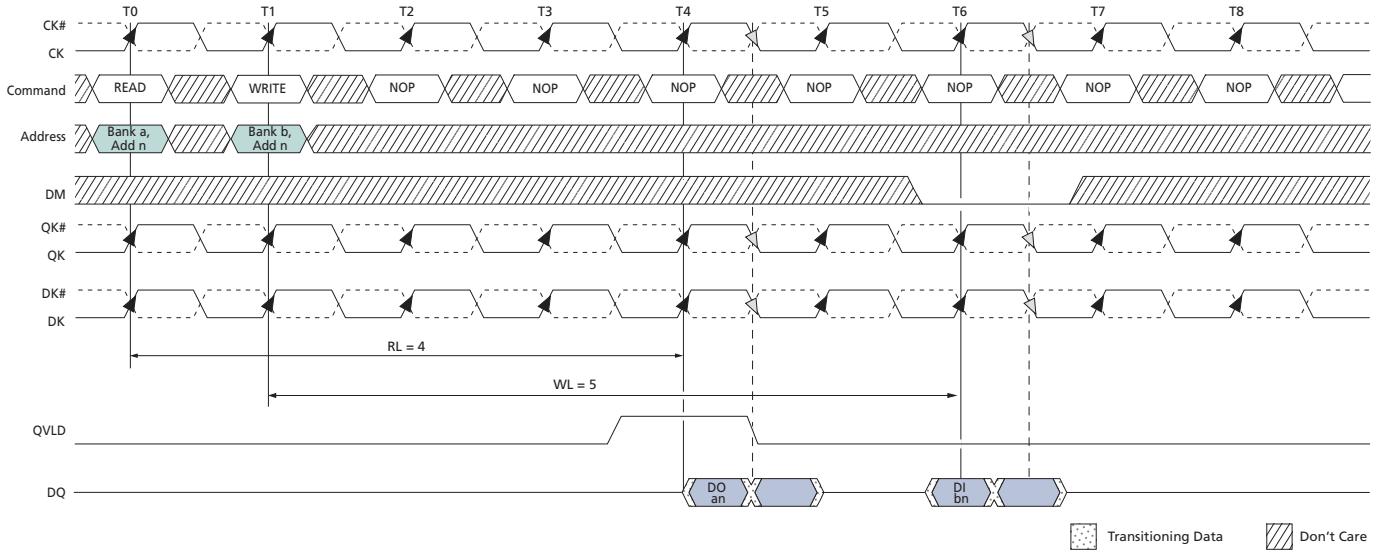 T0 T1 T2 T3 T4 T5 T6 T7 T8
CK#
CK
Command READ WRITE NOP NOP NOP NOP NOP NOP NOP
Address Bank a, Add n Bank b, Add n
DM
QK#
QK
DK#
DK
RL = 4
WL = 5
QVLD
DQ DO an DI bn
Transitioning Data Don't Care